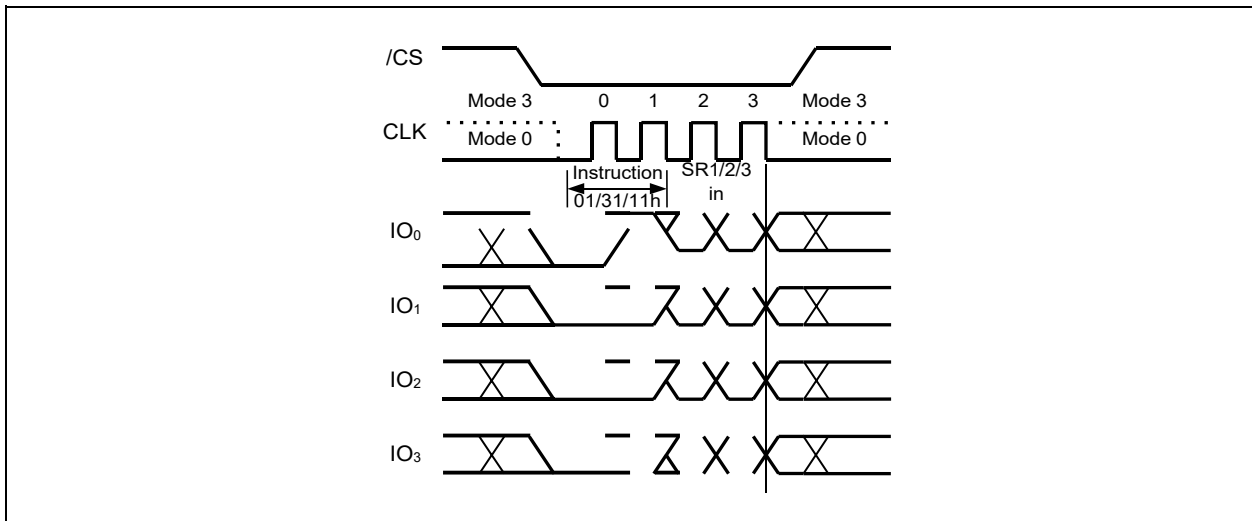 /CS
Mode 3 0 1 2 3 Mode 3
CLK Mode 0 Mode 0
Instruction SR1/2/3
01/31/11h in
IO₀
IO₁
IO₂
IO₃